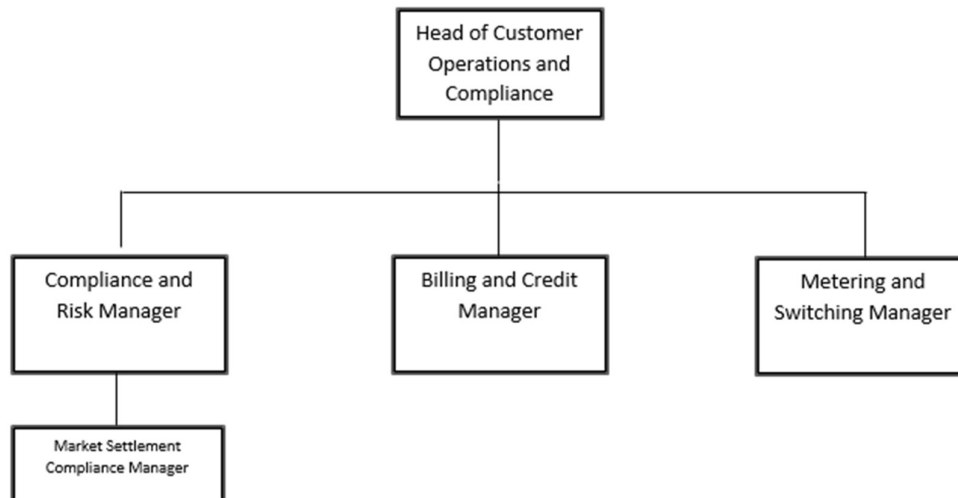 Head of Customer
Operations and
Compliance
Compliance and
Risk Manager
Billing and Credit
Manager
Metering and
Switching Manager
Market Settlement
Compliance Manager